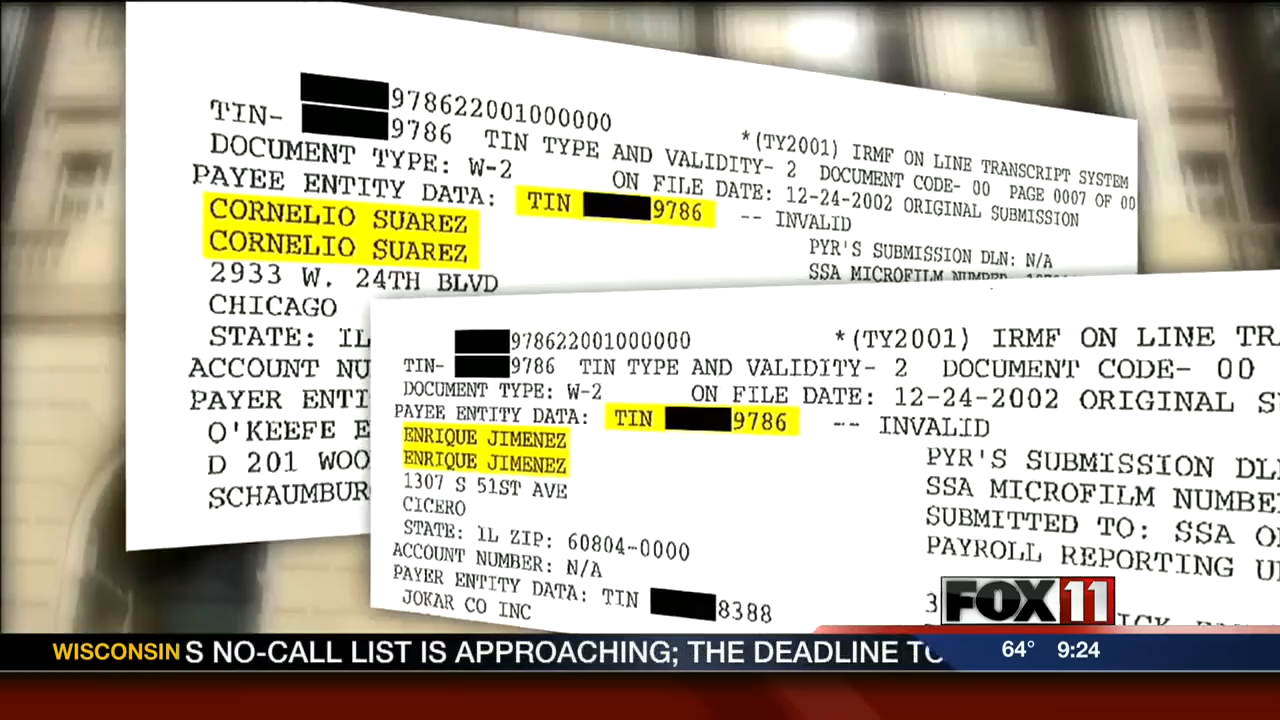 978622001000000
TIN- 9786 TIN TYPE AND VALIDITY- 2 DOCUMENT CODE- 00 PAGE 0007 OF 00
*(TY2001) IRMF ON LINE TRANSCRIPT SYSTEM
DOCUMENT TYPE: W-2 ON FILE DATE: 12-24-2002 ORIGINAL SUBMISSION
PAYEE ENTITY DATA: TIN 9786 -- INVALID
CORNELIO SUAREZ
CORNELIO SUAREZ
PYR'S SUBMISSION DLN: N/A
2933 W. 24TH BLVD
SSA MICROFILM NUMBER
CHICAGO
STATE: IL
ACCOUNT NU
PAYER ENTI
O'KEEFE E
D 201 WOO
SCHAUMBUR
978622001000000 *(TY2001) IRMF ON LINE TRA
TIN- 9786 TIN TYPE AND VALIDITY- 2 DOCUMENT CODE- 00
DOCUMENT TYPE: W-2 ON FILE DATE: 12-24-2002 ORIGINAL S
PAYEE ENTITY DATA: TIN 9786 -- INVALID
ENRIQUE JIMENEZ
ENRIQUE JIMENEZ
PYR'S SUBMISSION DL
1307 S 51ST AVE
SSA MICROFILM NUMBE
CICERO
SUBMITTED TO: SSA O
STATE: IL ZIP: 60804-0000
PAYROLL REPORTING U
ACCOUNT NUMBER: N/A
PAYER ENTITY DATA: TIN 8388
JOKAR CO INC
FOX 11
WISCONSIN S NO-CALL LIST IS APPROACHING; THE DEADLINE TO 64° 9:24